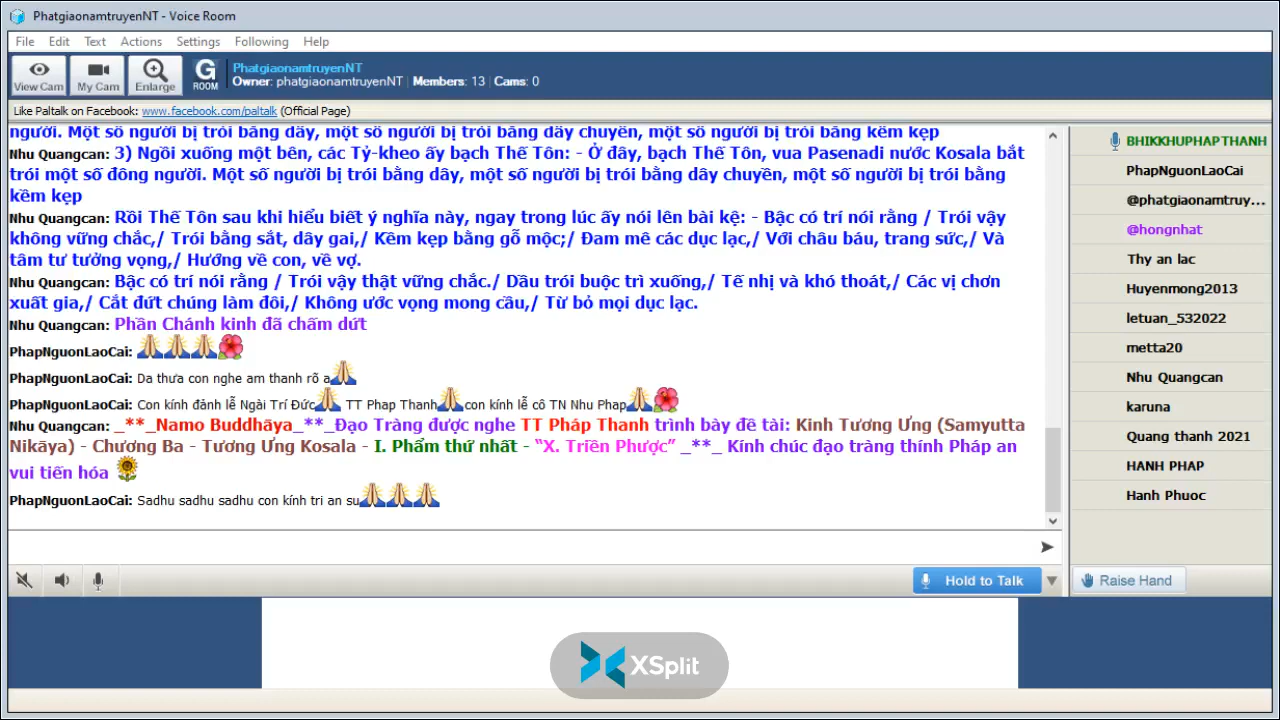 PhatgiaonamtruyenNT - Voice Room
File Edit Text Actions Settings Following Help
View Cam
My Cam
Enlarge
G
ROOM
PhatgiaonamtruyenNT
Owner: phatgiaonamtruyenNT | Members: 13 | Cams: 0
Like Paltalk on Facebook: www.facebook.com/paltalk (Official Page)
người. Một số người bị trói bằng dây, một số người bị trói bằng dây chuyền, một số người bị trói bằng kềm kẹp
Nhu Quangcan: 3) Ngồi xuống một bên, các Tỷ-kheo ấy bạch Thế Tôn: - Ở đây, bạch Thế Tôn, vua Pasenadi nước Kosala bắt
trói một số đông người. Một số người bị trói bằng dây, một số người bị trói bằng dây chuyền, một số người bị trói bằng
kềm kẹp
Nhu Quangcan: Rồi Thế Tôn sau khi hiểu biết ý nghĩa này, ngay trong lúc ấy nói lên bài kệ: - Bậc có trí nói rằng / Trói vậy
không vững chắc,/ Trói bằng sắt, dây gai,/ Kềm kẹp bằng gỗ mộc;/ Đam mê các dục lạc,/ Với châu báu, trang sức,/ Và
tâm tư tưởng vọng,/ Hướng về con, về vợ.
Nhu Quangcan: Bậc có trí nói rằng / Trói vậy thật vững chắc./ Dầu trói buộc trì xuống,/ Tế nhị và khó thoát,/ Các vị chơn
xuất gia,/ Cắt đứt chúng làm đôi,/ Không ước vọng mong cầu,/ Từ bỏ mọi dục lạc.
Nhu Quangcan: Phần Chánh kinh đã chấm dứt
PhapNguonLaoCai: 🙏🙏🙏🌺
PhapNguonLaoCai: Da thưa con nghe am thanh rõ a🙏
PhapNguonLaoCai: Con kính đảnh lễ Ngài Trí Đức🙏 TT Phap Thanh🙏con kính lễ cô TN Nhu Phap🙏🌺
Nhu Quangcan: _**_Namo Buddhāya_**_Đạo Tràng được nghe TT Pháp Thanh trình bày đề tài: Kinh Tương Ưng (Samyutta
Nikāya) - Chương Ba - Tương Ưng Kosala - I. Phẩm thứ nhất - “X. Triền Phược” _**_ Kính chúc đạo tràng thính Pháp an
vui tiến hóa 🌻
PhapNguonLaoCai: Sadhu sadhu sadhu con kính tri an su🙏🙏🙏
BHIKKHUPHAPTHANH
PhapNguonLaoCai
@phatgiaonamtruy...
@hongnhat
Thy an lac
Huyenmong2013
letuan_532022
metta20
Nhu Quangcan
karuna
Quang thanh 2021
HANH PHAP
Hanh Phuoc
Hold to Talk
Raise Hand
XSplit